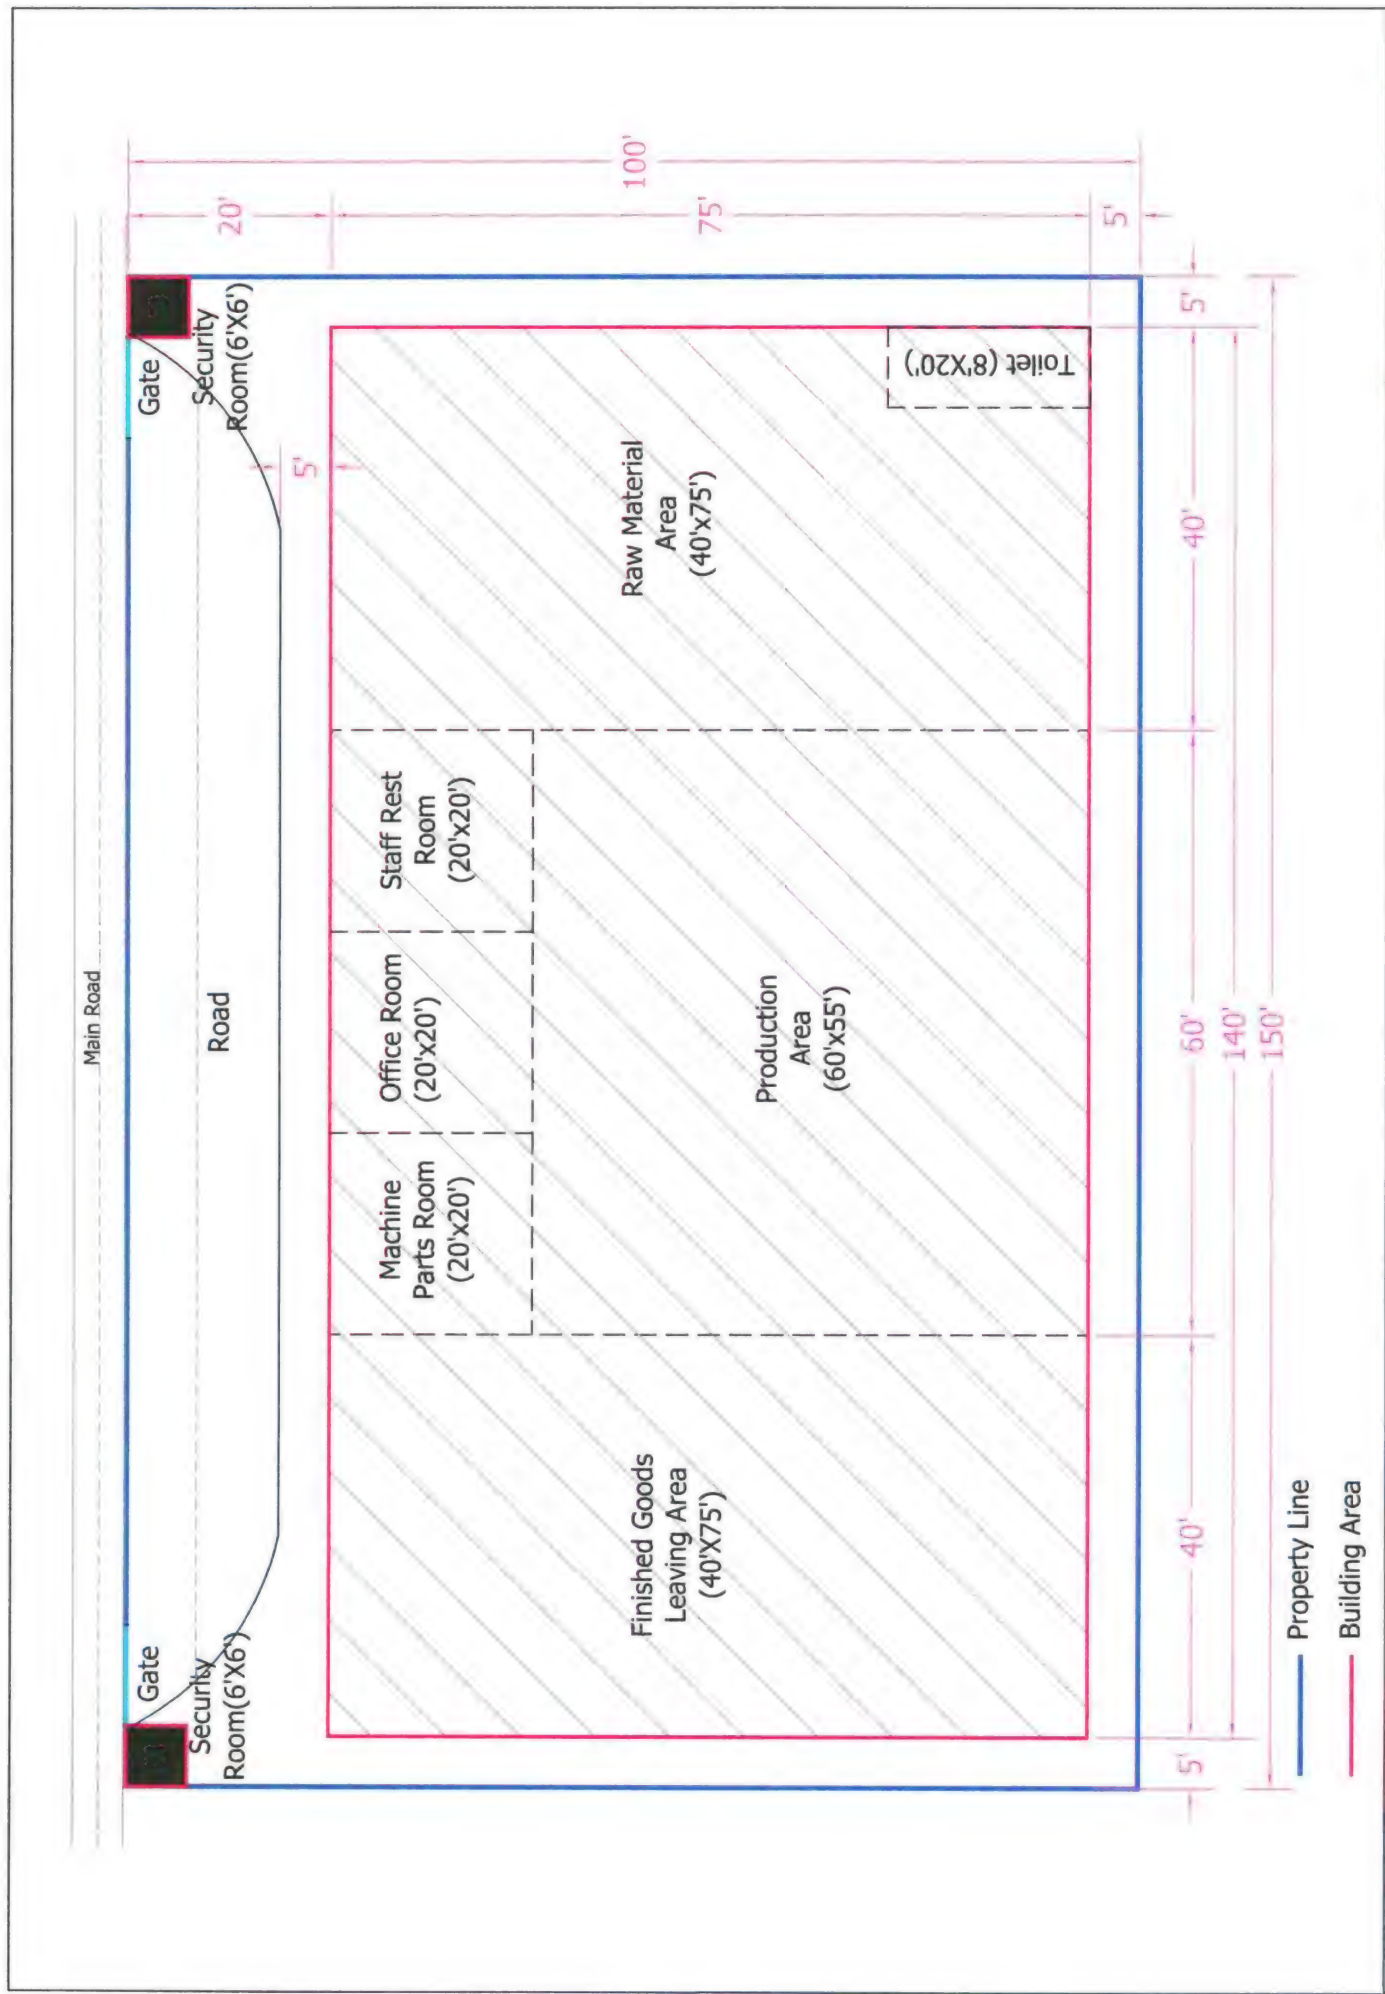 Main Road
Gate
Security
Room(6'X6')
Road
Gate
Security
Room(6'X6')
20'
100'
75'
5'
5'
Machine
Parts Room
(20'x20')
Office Room
(20'x20')
Staff Rest
Room
(20'x20')
Finished Goods
Leaving Area
(40'X75')
Production
Area
(60'x55')
Raw Material
Area
(40'x75')
Toilet (8'X20')
5'
40'
60'
40'
5'
140'
150'
Property Line
Building Area